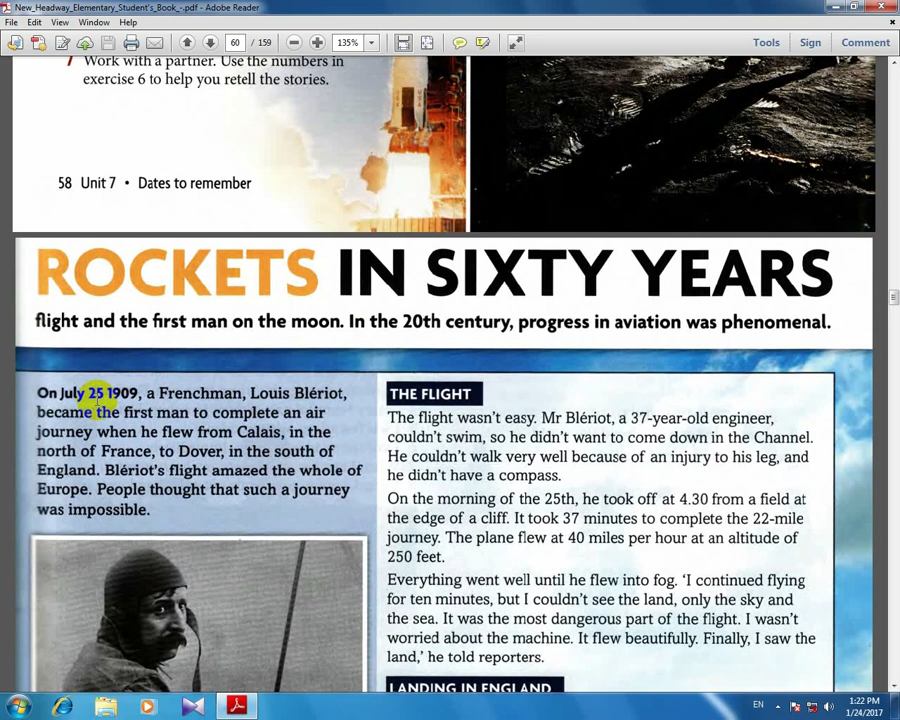 New_Headway_Elementary_Student's_Book_-.pdf - Adobe Reader
File Edit View Window Help
60 / 159 135% Tools Sign Comment
7 Work with a partner. Use the numbers in
exercise 6 to help you retell the stories.
58 Unit 7 • Dates to remember
ROCKETS IN SIXTY YEARS
flight and the first man on the moon. In the 20th century, progress in aviation was phenomenal.
On July 25 1909, a Frenchman, Louis Blériot,
became the first man to complete an air
journey when he flew from Calais, in the
north of France, to Dover, in the south of
England. Blériot's flight amazed the whole of
Europe. People thought that such a journey
was impossible.
THE FLIGHT
The flight wasn't easy. Mr Blériot, a 37-year-old engineer,
couldn't swim, so he didn't want to come down in the Channel.
He couldn't walk very well because of an injury to his leg, and
he didn't have a compass.
On the morning of the 25th, he took off at 4.30 from a field at
the edge of a cliff. It took 37 minutes to complete the 22-mile
journey. The plane flew at 40 miles per hour at an altitude of
250 feet.
Everything went well until he flew into fog. 'I continued flying
for ten minutes, but I couldn't see the land, only the sky and
the sea. It was the most dangerous part of the flight. I wasn't
worried about the machine. It flew beautifully. Finally, I saw the
land,' he told reporters.
LANDING IN ENGLAND
EN 1:22 PM
1/24/2017